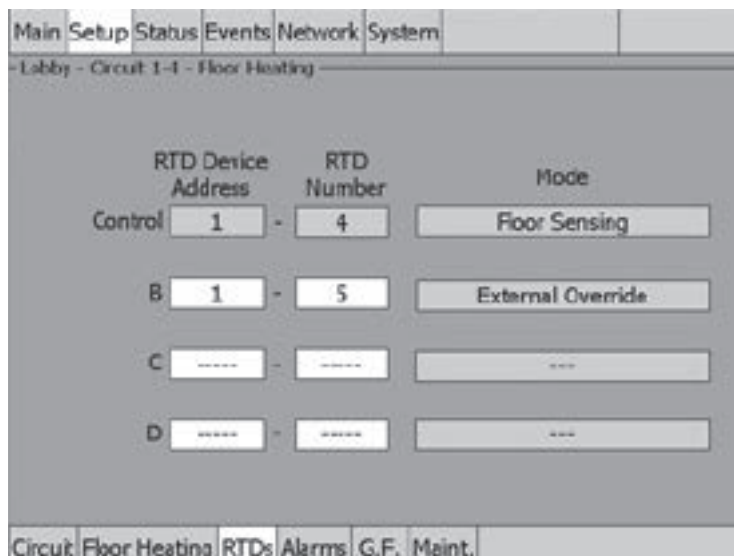 Main Setup Status Events Network System
Lobby - Circuit 1-4 - Floor Heating
RTD Device Address RTD Number Mode
Control 1 - 4 Floor Sensing
B 1 - 5 External Override
C ----- - ----- ---
D ----- - ----- ---
Circuit Floor Heating RTDs Alarms G.F. Maint.